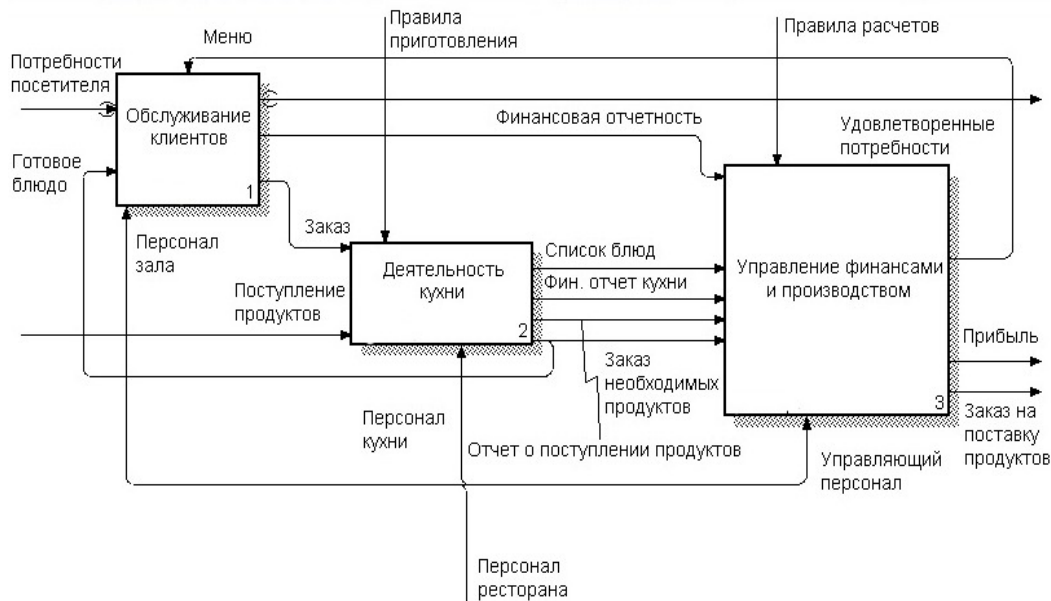 Правила
приготовления
Правила расчетов
Меню
Потребности
посетителя
Обслуживание
клиентов
1
Финансовая отчетность
Удовлетворенные
потребности
Готовое
блюдо
Заказ
Персонал
зала
Деятельность
кухни
2
Список блюд
Фин. отчет кухни
Управление финансами
и производством
3
Поступление
продуктов
Прибыль
Заказ
необходимых
продуктов
Персонал
кухни
Отчет о поступлении продуктов
Заказ на
поставку
продуктов
Управляющий
персонал
Персонал
ресторана